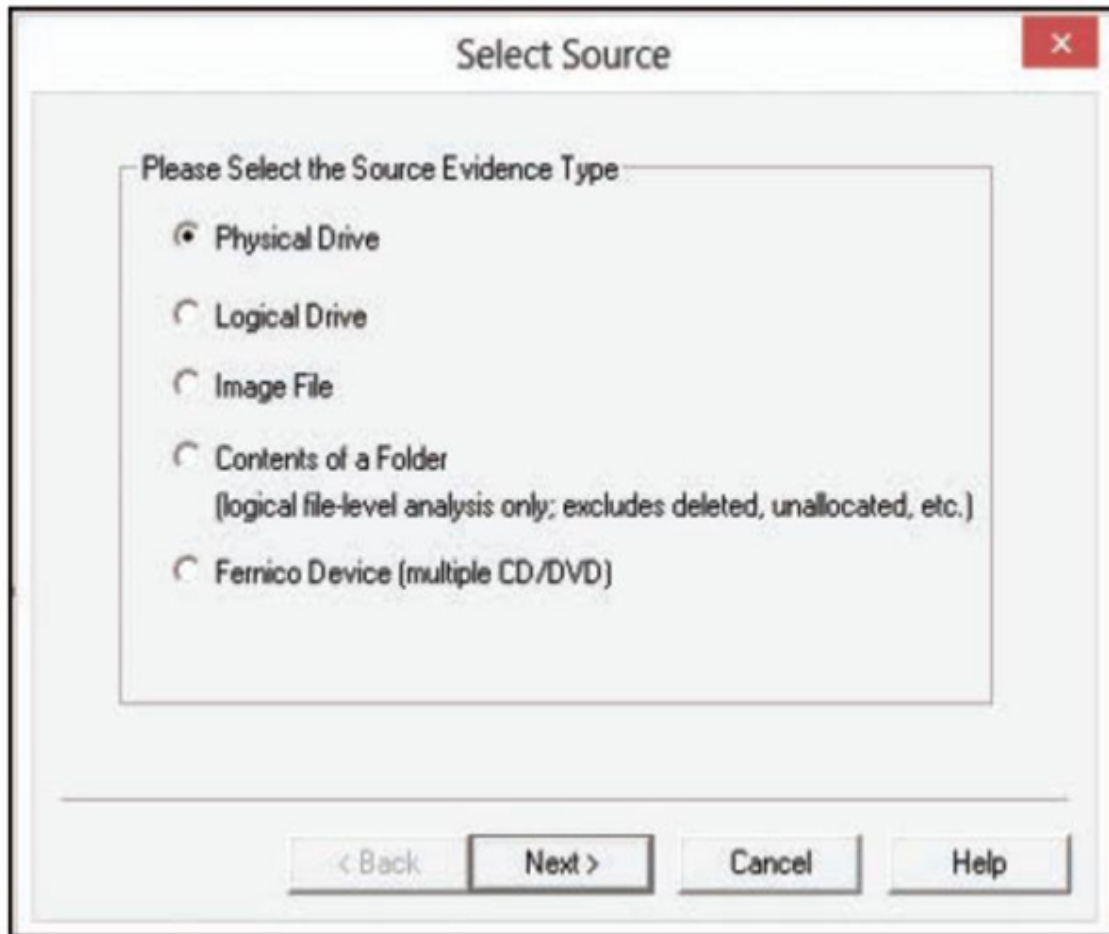 Select Source
Please Select the Source Evidence Type
Physical Drive
Logical Drive
Image File
Contents of a Folder
(logical file-level analysis only; excludes deleted, unallocated, etc.)
Fernico Device (multiple CD/DVD)
< Back Next > Cancel Help